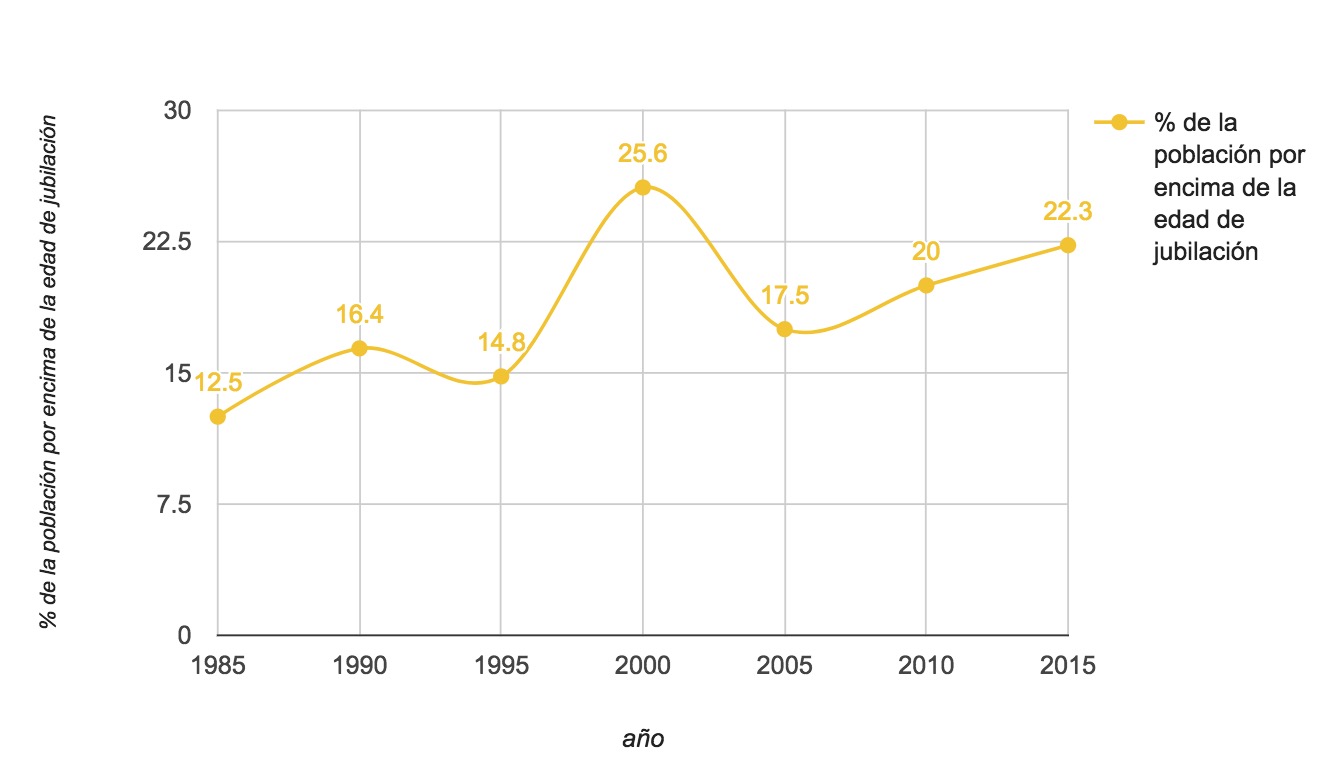 % de la población por encima de la edad de jubilación
30
22.5
15
7.5
0
12.5
16.4
14.8
25.6
17.5
20
22.3
1985 1990 1995 2000 2005 2010 2015
año
% de la
población por
encima de la
edad de
jubilación